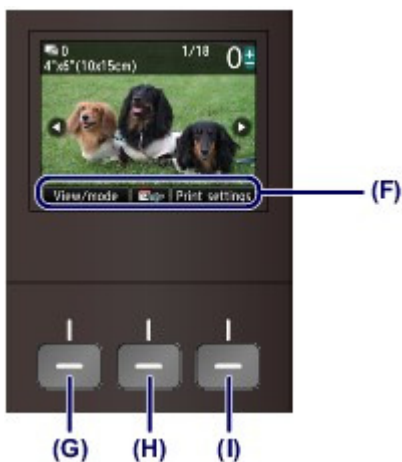 0 1/18 0±
4"x6"(10x15cm)
View/mode Print settings
(F)
(G) (H) (I)